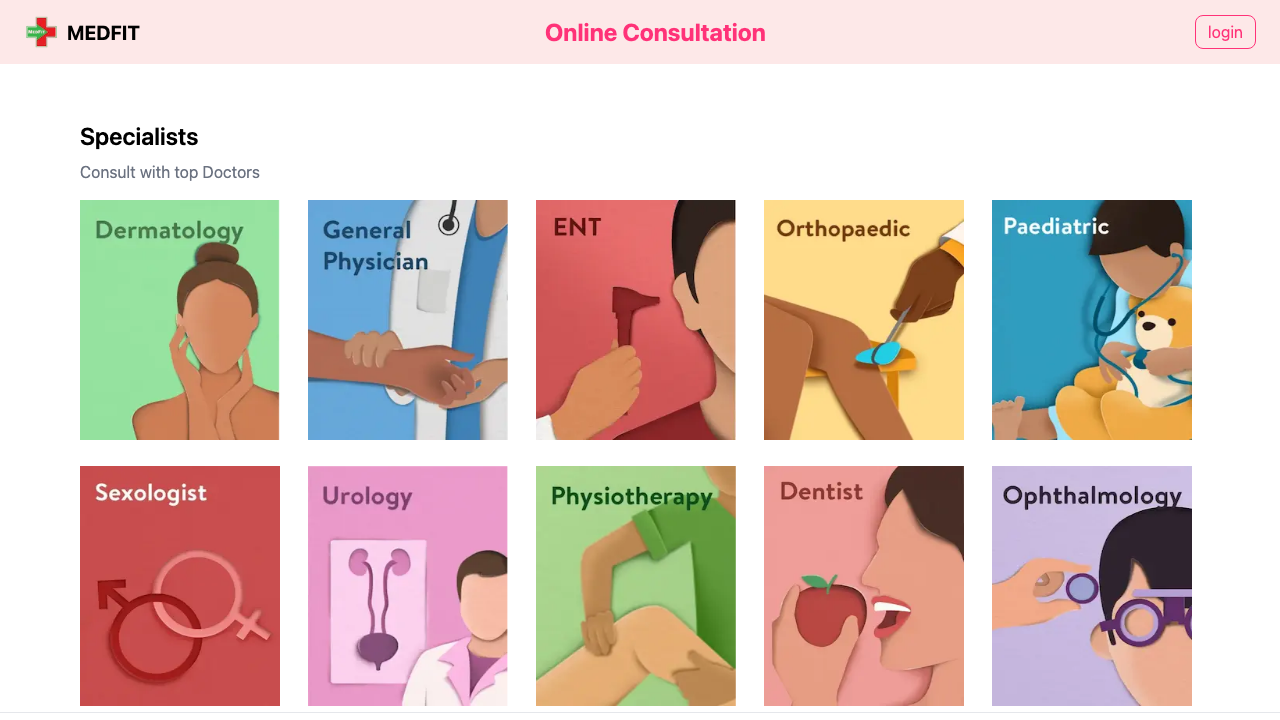 MedFit
MEDFIT
Online Consultation
login
Specialists
Consult with top Doctors
Dermatology
General
Physician
ENT
Orthopaedic
Paediatric
Sexologist
Urology
Physiotherapy
Dentist
Ophthalmology